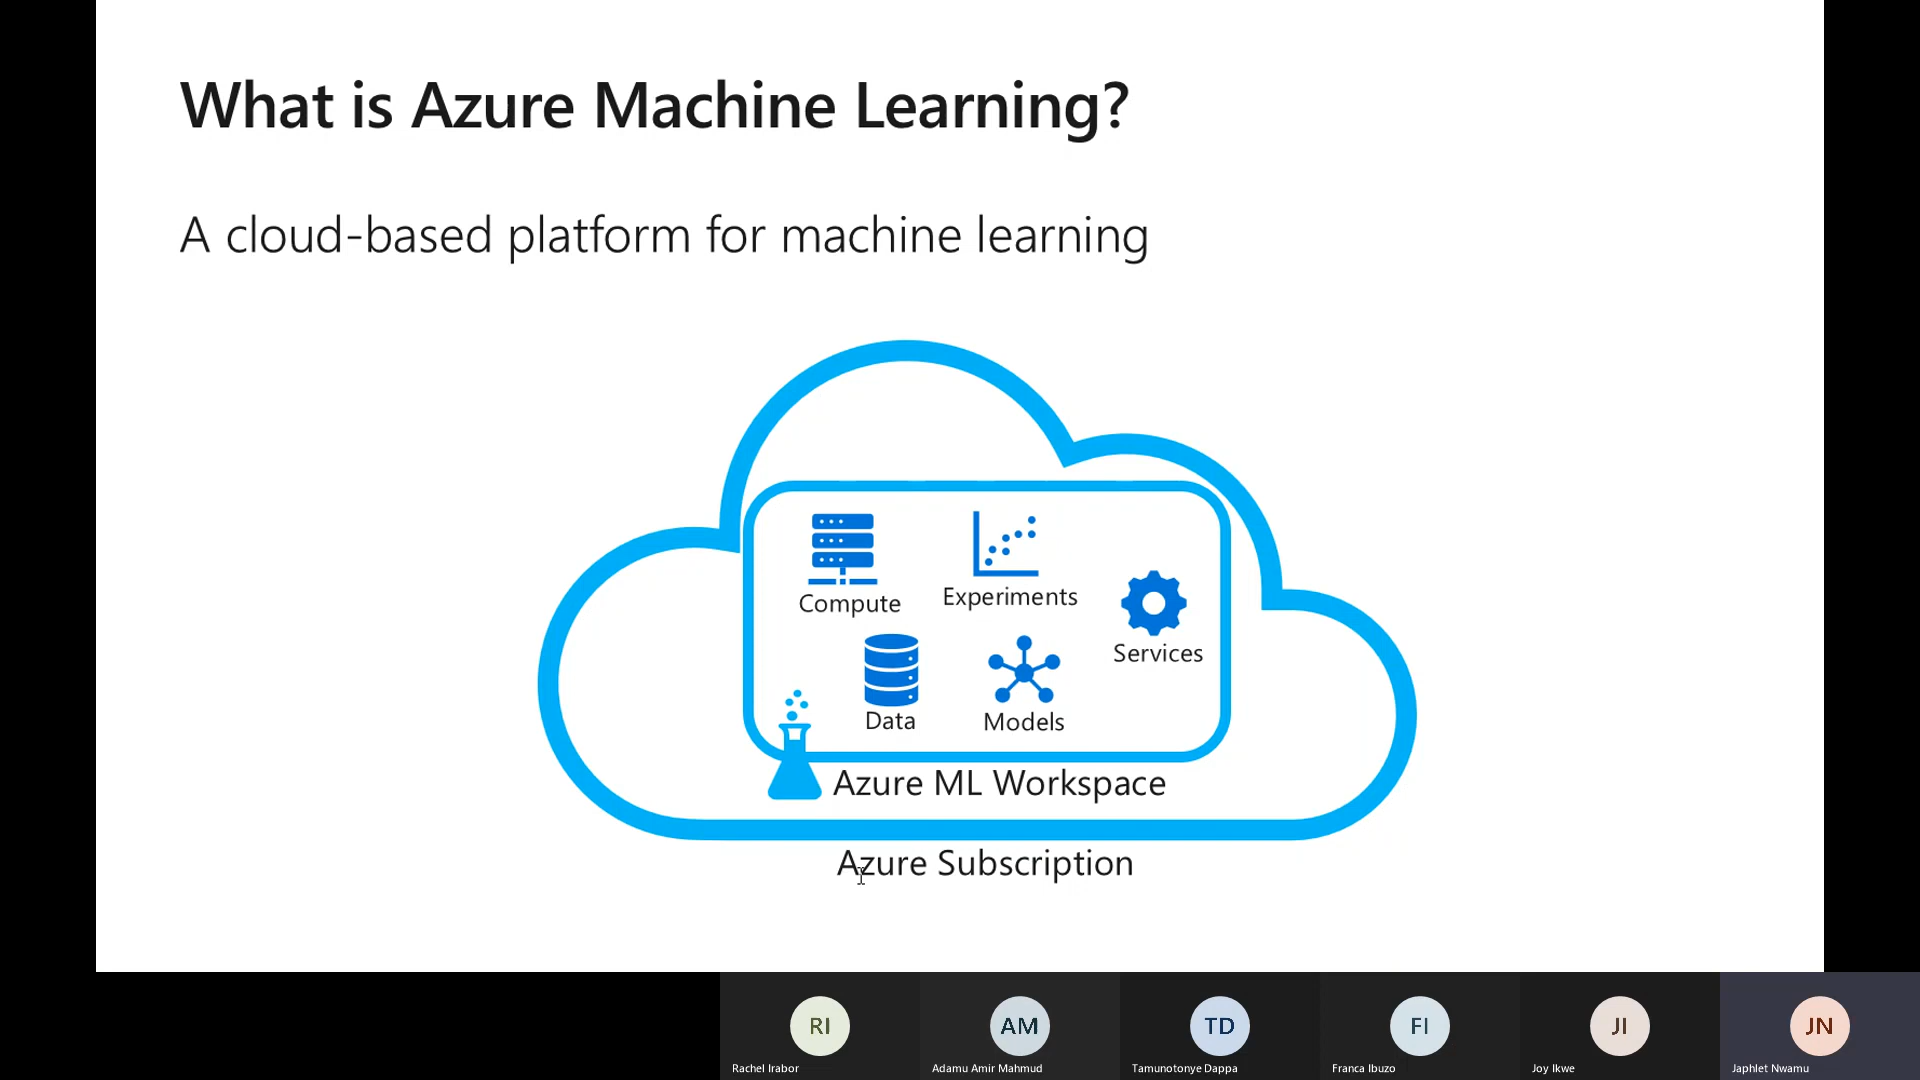 What is Azure Machine Learning?
A cloud-based platform for machine learning
Compute
Experiments
Services
Data
Models
Azure ML Workspace
Azure Subscription
RI
AM
TD
FI
JI
JN
Rachel Irabor
Adamu Amir Mahmud
Tamunotonye Dappa
Franca Ibuzo
Joy Ikwe
Japhlet Nwamu